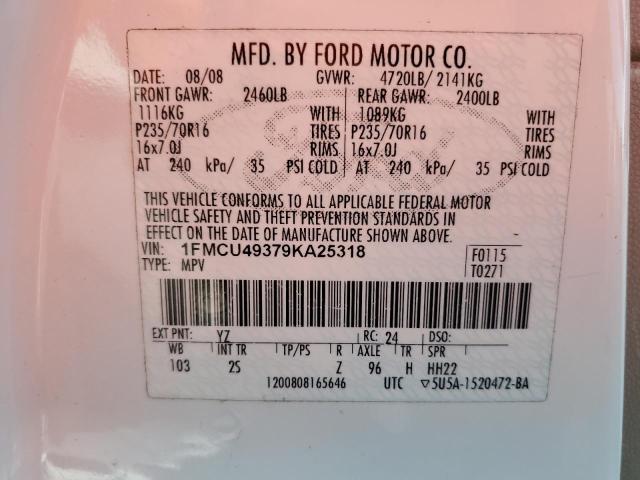 MFD. BY FORD MOTOR CO.
DATE: 08/08 GVWR: 4720LB/ 2141KG
FRONT GAWR: 2460LB REAR GAWR: 2400LB
1116KG WITH 1089KG WITH
P235/70R16 TIRES P235/70R16 TIRES
16x7.0J RIMS 16x7.0J RIMS
AT 240 kPa/ 35 PSI COLD AT 240 kPa/ 35 PSI COLD
THIS VEHICLE CONFORMS TO ALL APPLICABLE FEDERAL MOTOR
VEHICLE SAFETY AND THEFT PREVENTION STANDARDS IN
EFFECT ON THE DATE OF MANUFACTURE SHOWN ABOVE.
VIN: 1FMCU49379KA25318 F0115
TYPE: MPV T0271
EXT PNT: YZ RC: 24 DSO:
WB INT TR TP/PS R AXLE TR SPR
103 2S Z 96 H HH22
1200808165646 UTC ▽5U5A-1520472-BA
Ford